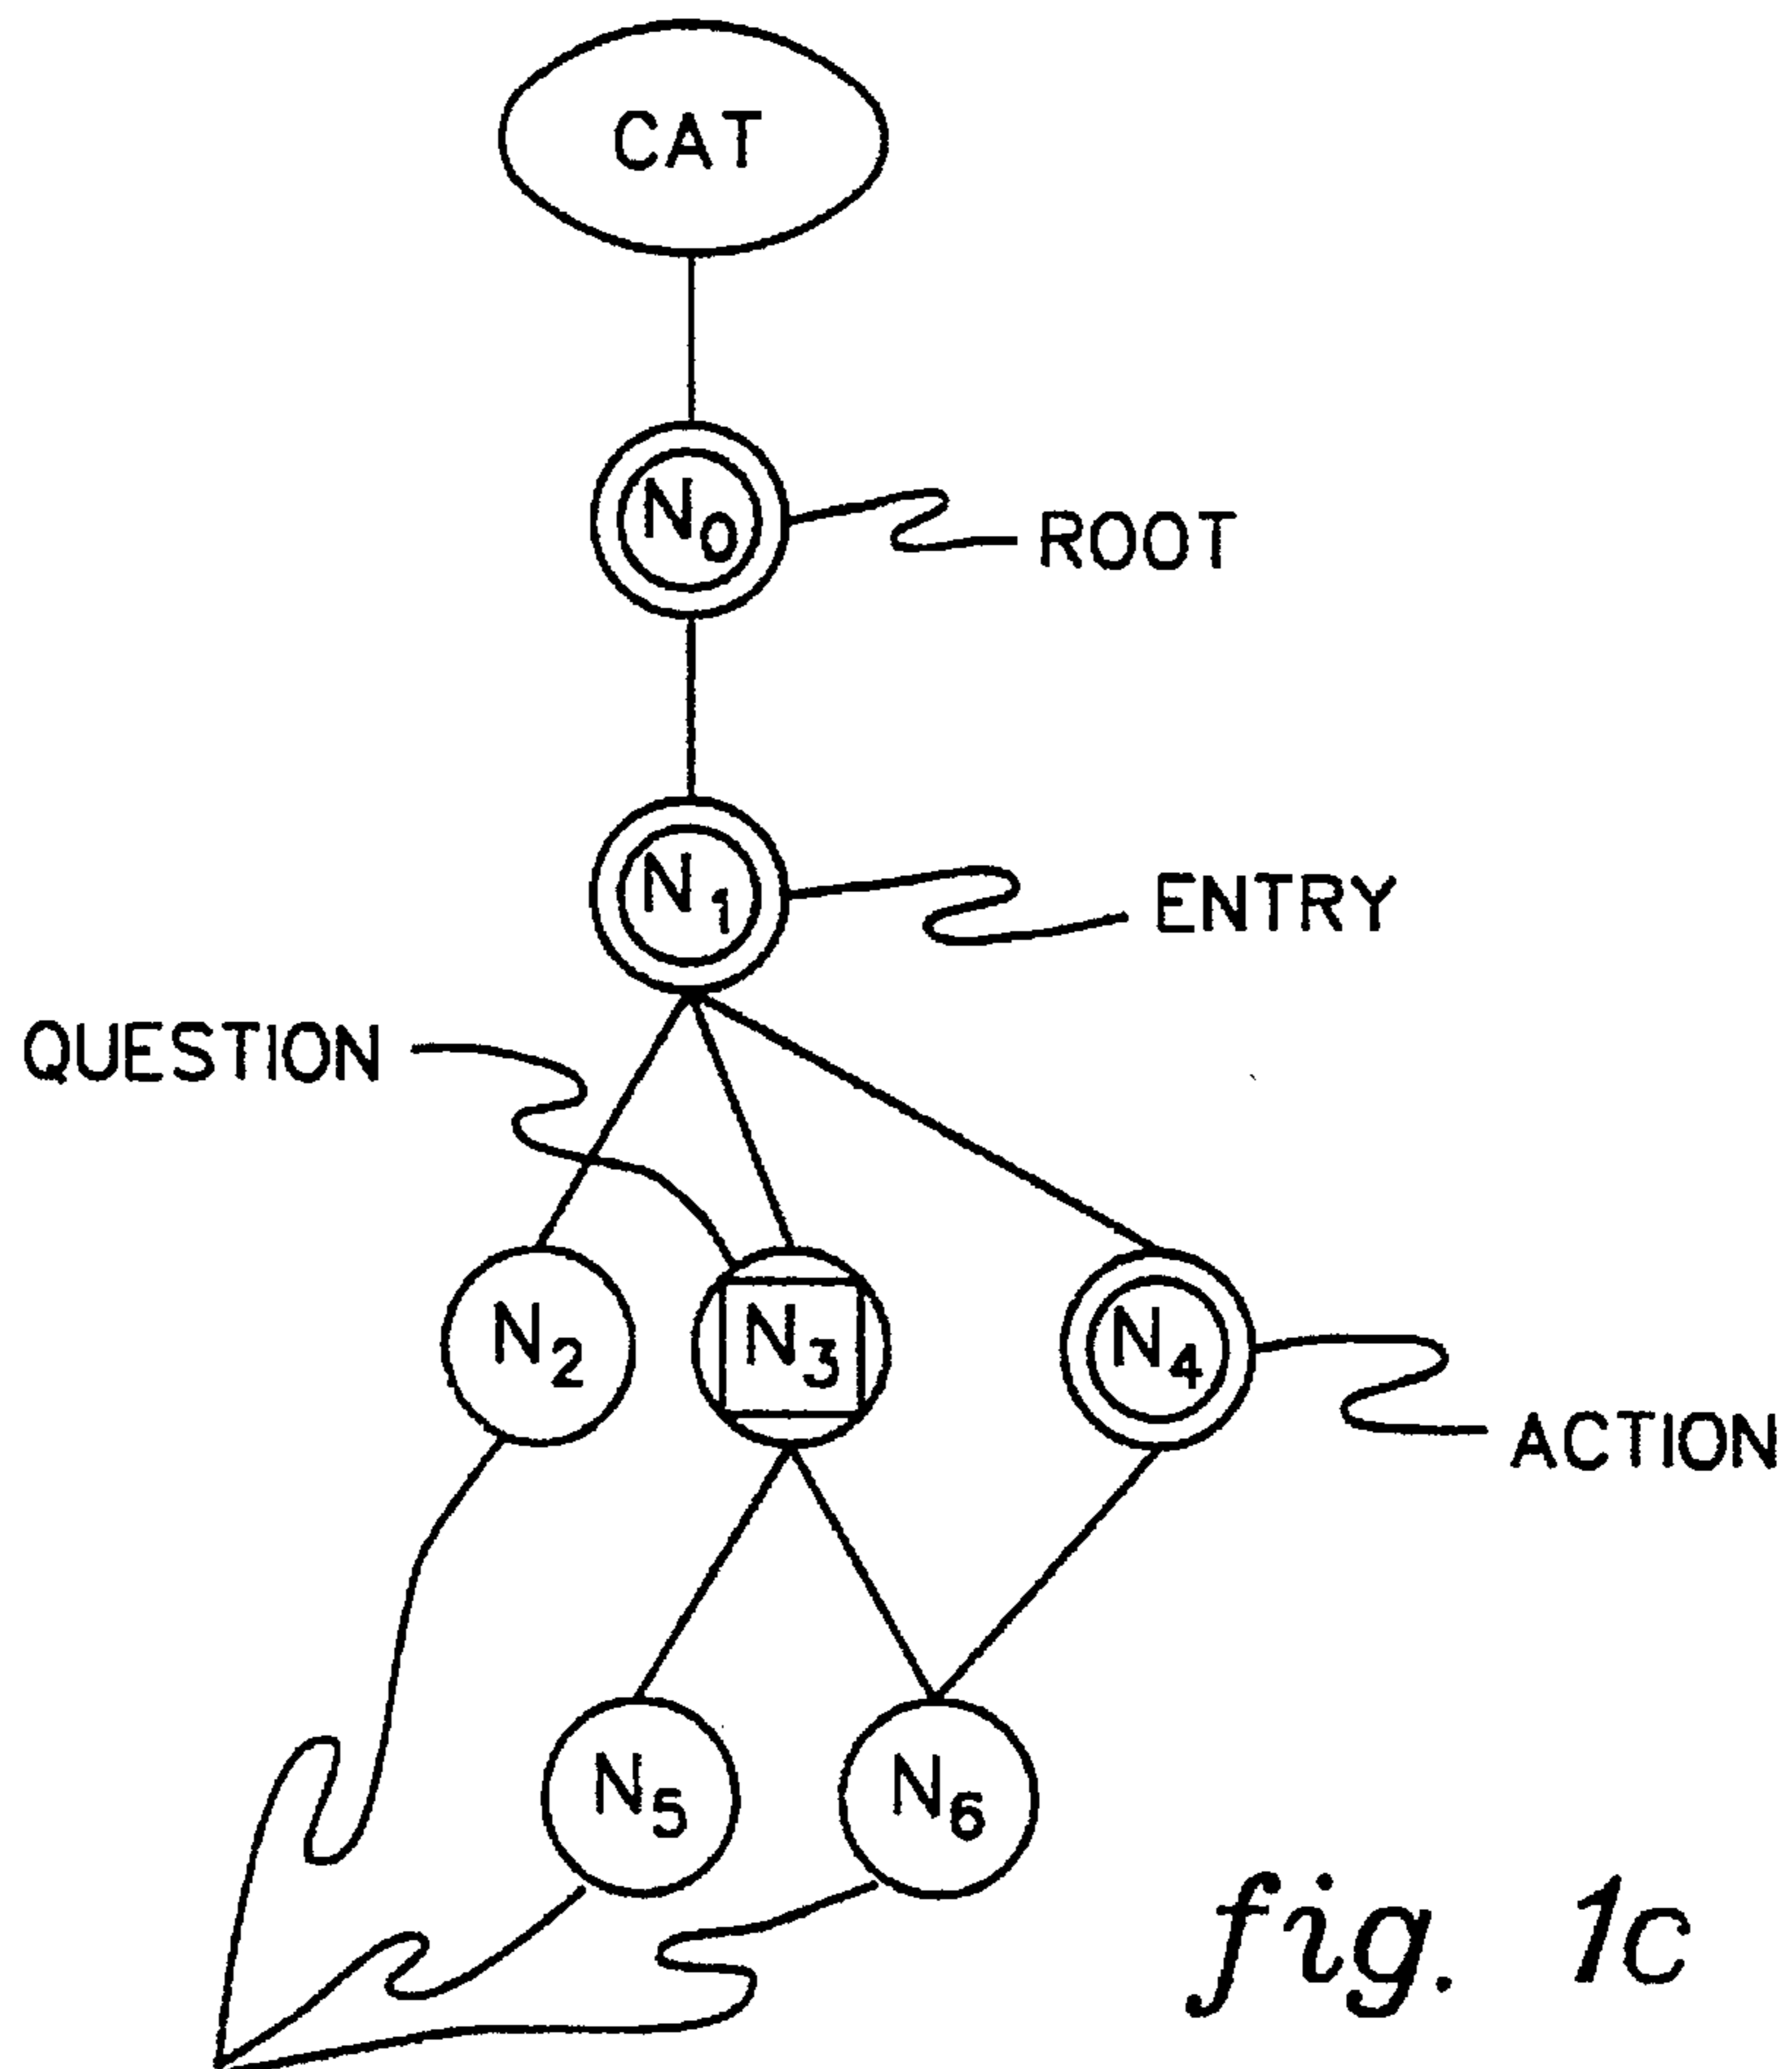 CAT
N0
ROOT
N1
ENTRY
QUESTION
N2
N3
N4
ACTION
N5
N6
fig. 1c